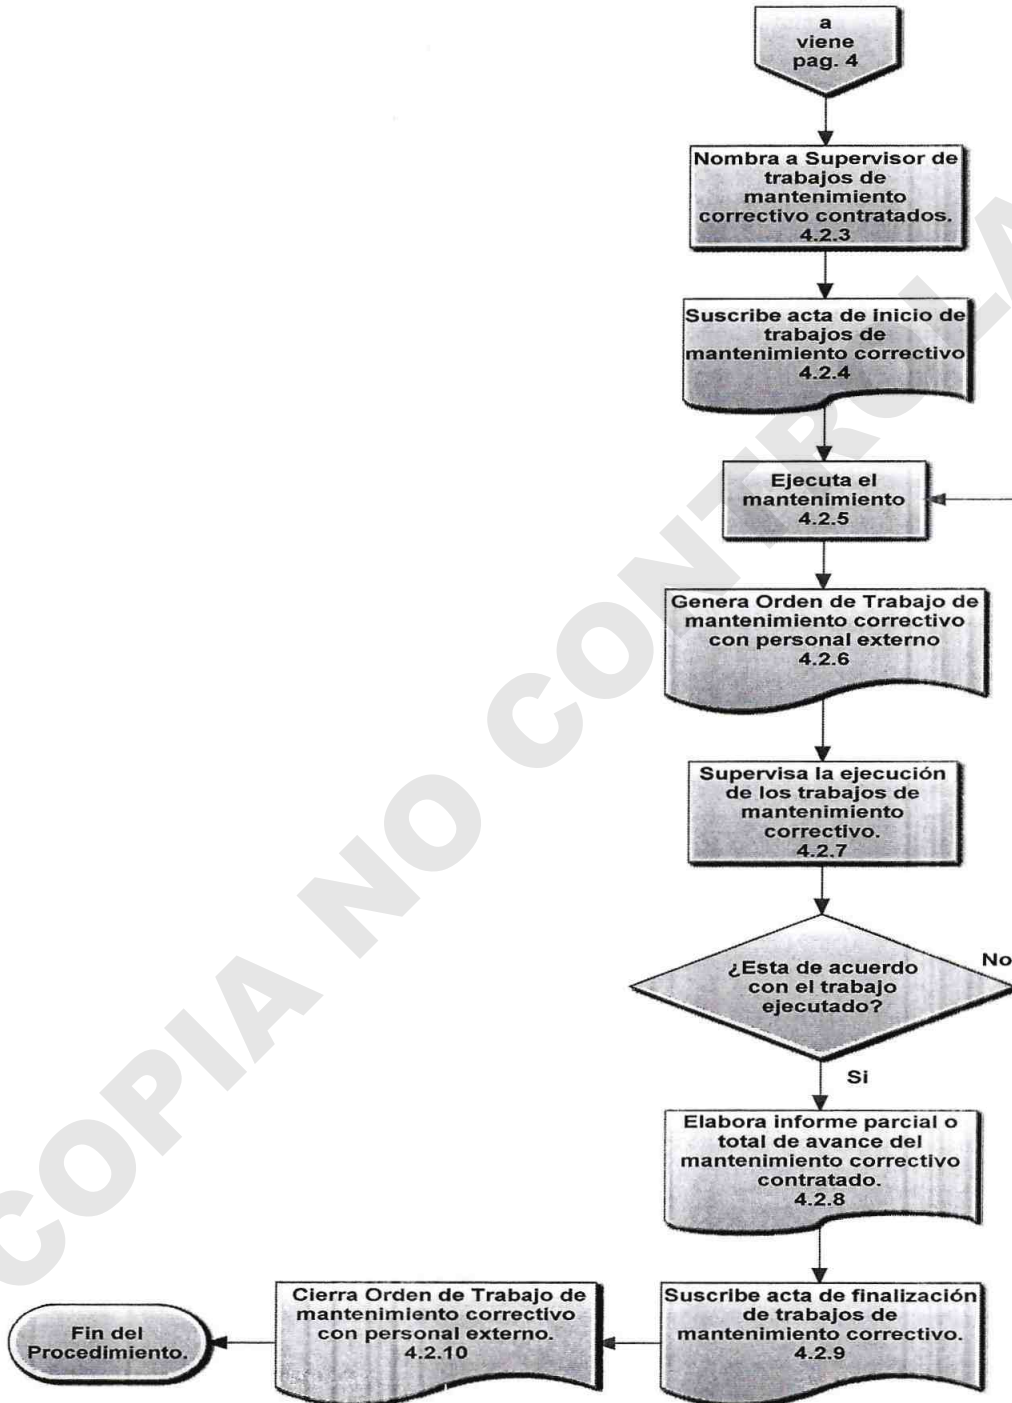 a
viene
pag. 4
Nombra a Supervisor de
trabajos de
mantenimiento
correctivo contratados.
4.2.3
Suscribe acta de inicio de
trabajos de
mantenimiento correctivo
4.2.4
Ejecuta el
mantenimiento
4.2.5
Genera Orden de Trabajo de
mantenimiento correctivo
con personal externo
4.2.6
Supervisa la ejecución
de los trabajos de
mantenimiento
correctivo.
4.2.7
¿Esta de acuerdo
con el trabajo
ejecutado?
No
Si
Elabora informe parcial o
total de avance del
mantenimiento correctivo
contratado.
4.2.8
Suscribe acta de finalización
de trabajos de
mantenimiento correctivo.
4.2.9
Cierra Orden de Trabajo de
mantenimiento correctivo
con personal externo.
4.2.10
Fin del
Procedimiento.
COPIA NO CONTROLA